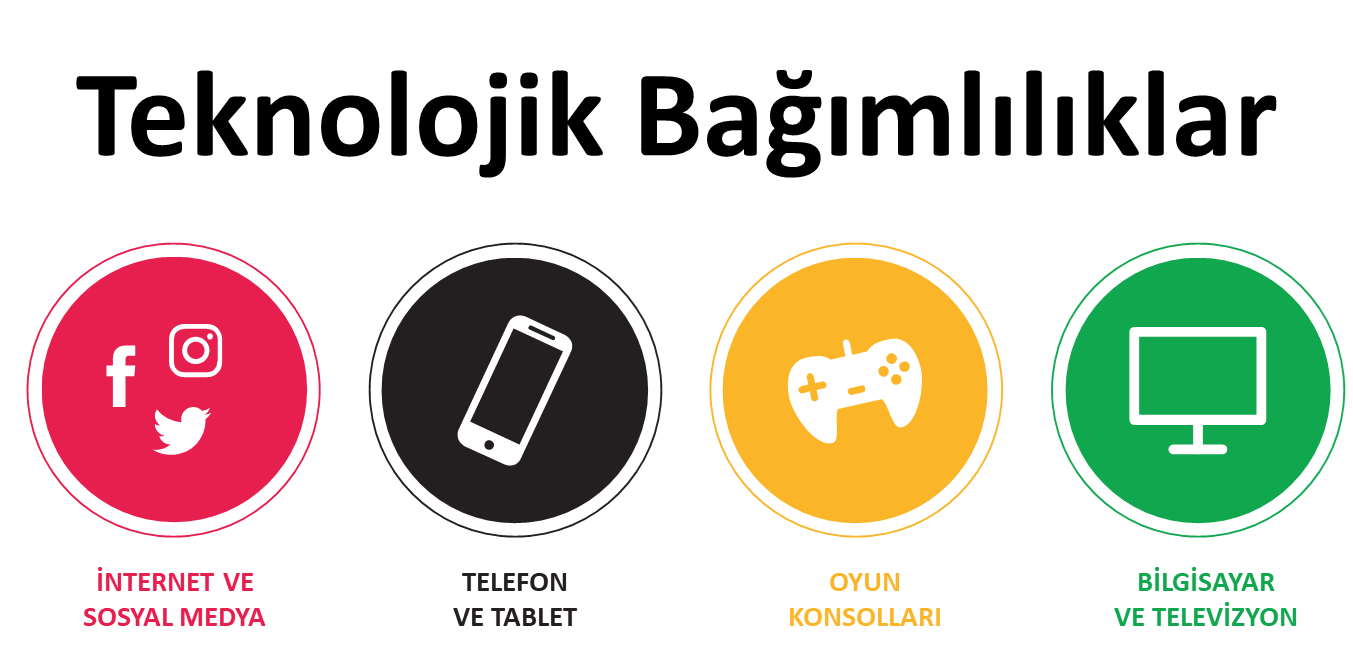 Teknolojik Bağımlılıklar
İNTERNET VE
SOSYAL MEDYA
TELEFON
VE TABLET
OYUN
KONSOLLARI
BİLGİSAYAR
VE TELEVİZYON